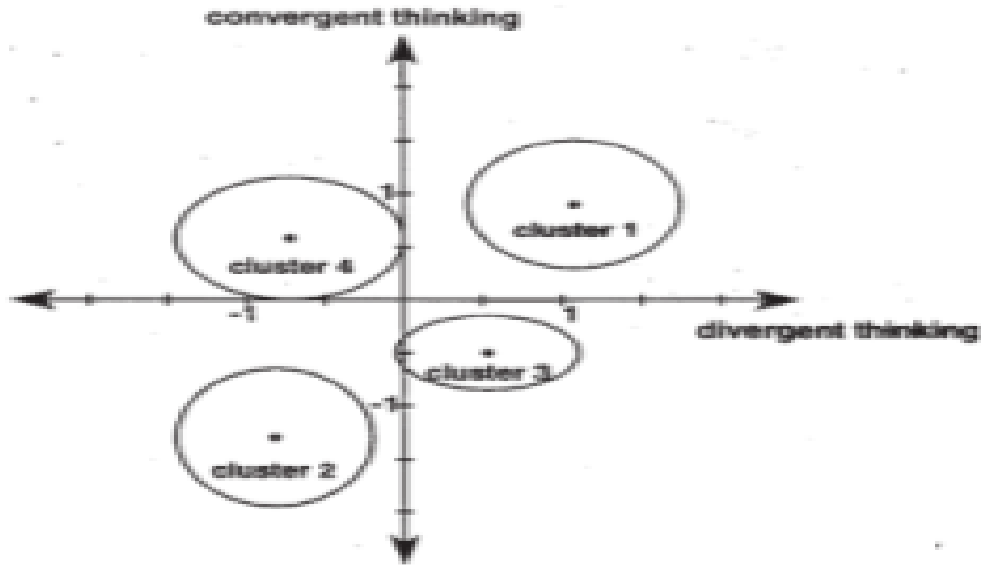 convergent thinking
1
cluster 1
cluster 4
-1
1
divergent thinking
cluster 3
-1
cluster 2